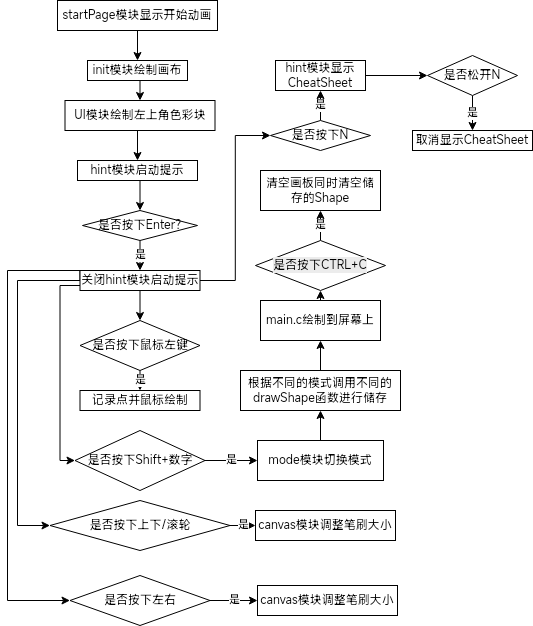 startPage模块显示开始动画
init模块绘制画布
UI模块绘制左上角色彩块
hint模块启动提示
是否按下Enter?
是
关闭hint模块启动提示
是否按下鼠标左键
是
记录点并鼠标绘制
是否按下Shift+数字
是
mode模块切换模式
根据不同的模式调用不同的
drawShape函数进行储存
main.c绘制到屏幕上
是否按下CTRL+C
是
清空画板同时清空储
存的Shape
是否按下N
是
hint模块显示
CheatSheet
是否松开N
是
取消显示CheatSheet
是否按下上下/滚轮
是
canvas模块调整笔刷大小
是否按下左右
是
canvas模块调整笔刷大小